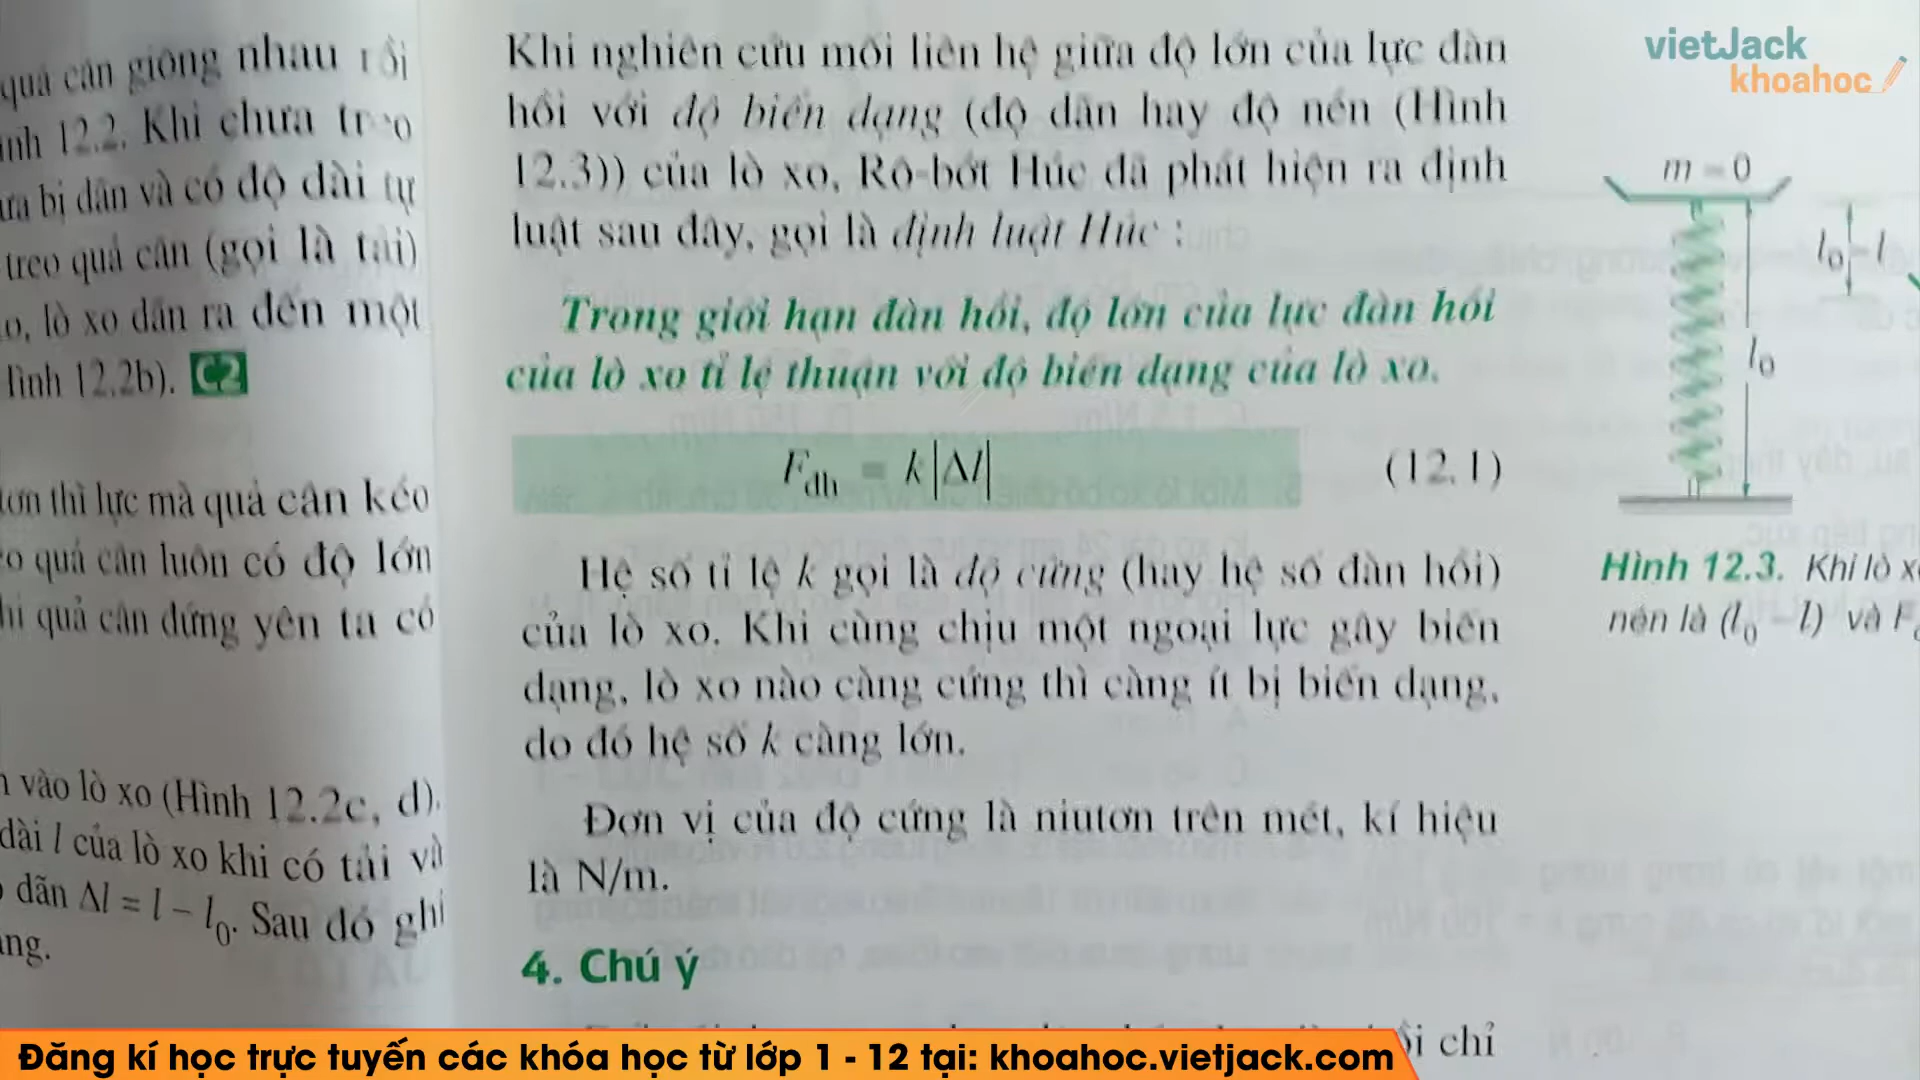 quả cân giống nhau rồi
12.2. Khi chưa treo
bị dãn và có độ dài tự
treo quả cân (gọi là tải)
lò xo dãn ra đến một
12.2b). C2
thì lực mà quả cân kéo
quả cân luôn có độ lớn
quả cân đứng yên ta có
vào lò xo (Hình 12.2c, d).
dài l của lò xo khi có tải và
dãn Δl = l – l₀. Sau đó ghi
Khi nghiên cứu mối liên hệ giữa độ lớn của lực đàn
hồi với độ biến dạng (độ dãn hay độ nén (Hình
12.3)) của lò xo, Rô-bớt Húc đã phát hiện ra định
luật sau đây, gọi là định luật Húc :
Trong giới hạn đàn hồi, độ lớn của lực đàn hồi
của lò xo tỉ lệ thuận với độ biến dạng của lò xo.
Fđh = k|Δl| (12.1)
Hệ số tỉ lệ k gọi là độ cứng (hay hệ số đàn hồi)
của lò xo. Khi cùng chịu một ngoại lực gây biến
dạng, lò xo nào càng cứng thì càng ít bị biến dạng,
do đó hệ số k càng lớn.
Đơn vị của độ cứng là niutơn trên mét, kí hiệu
là N/m.
4. Chú ý
chỉ
vietJack
khoahoc
m = 0
l₀ – l
l₀
Hình 12.3. Khi lò
nén là (l₀ – l) và
Đăng kí học trực tuyến các khóa học từ lớp 1 - 12 tại: khoahoc.vietjack.com